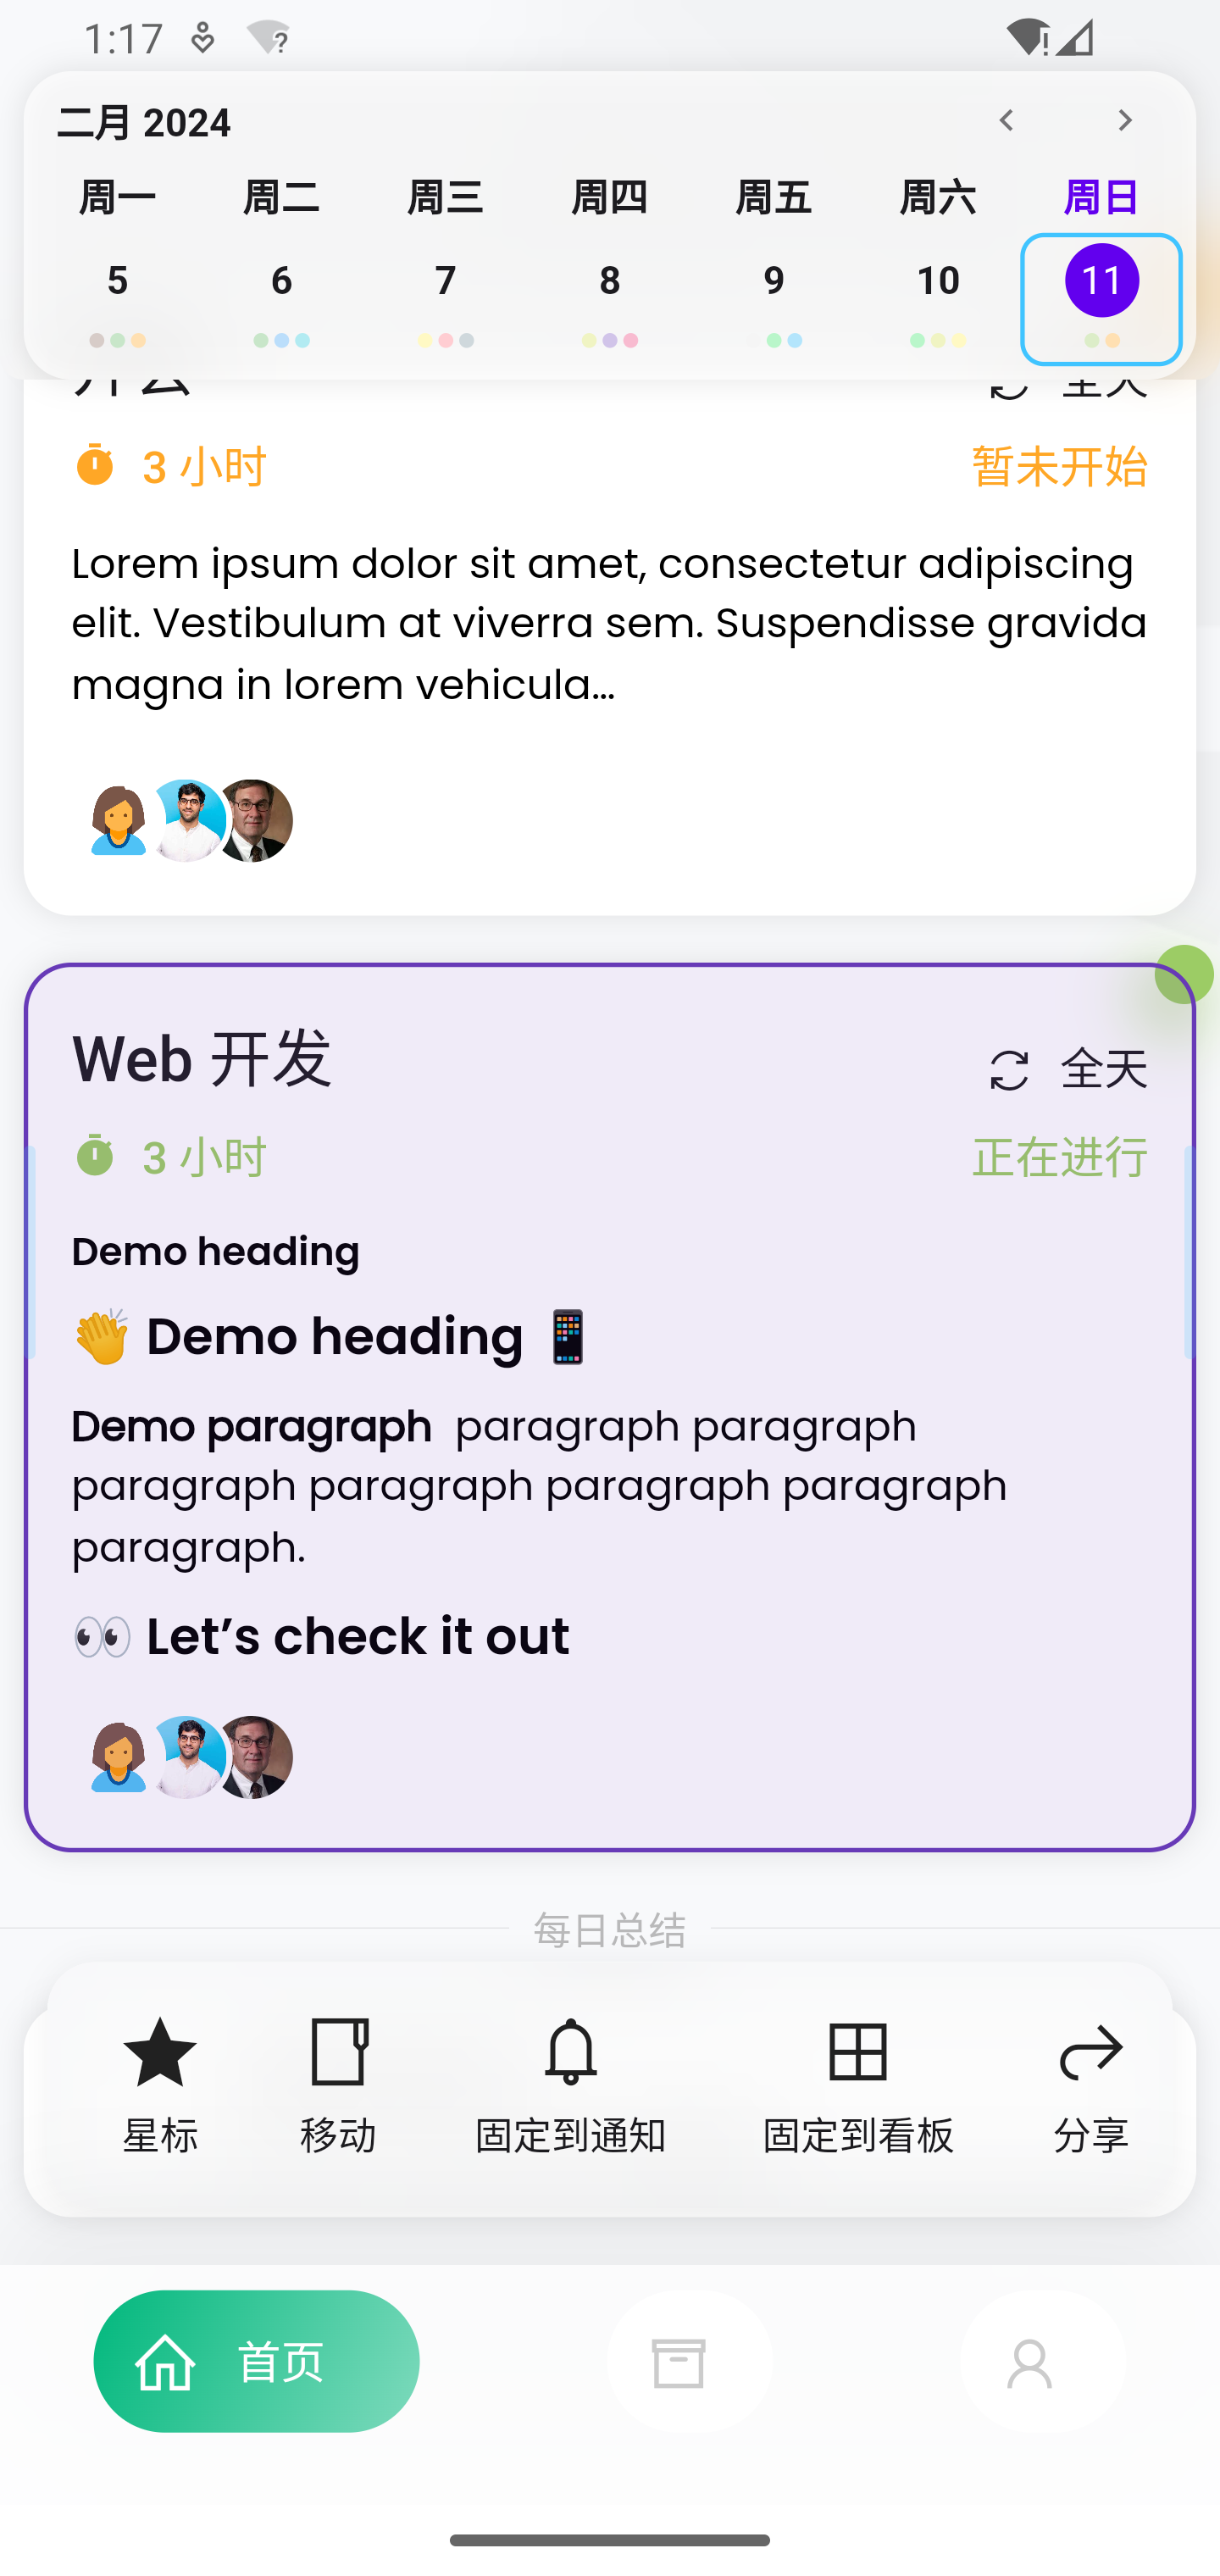 1:17
二月 2024
周一 周二 周三 周四 周五 周六 周日
5 6 7 8 9 10 11
全天
3 小时 暂未开始
Lorem ipsum dolor sit amet, consectetur adipiscing
elit. Vestibulum at viverra sem. Suspendisse gravida
magna in lorem vehicula...
Web 开发 全天
3 小时 正在进行
Demo heading
👋 Demo heading 📱
Demo paragraph paragraph paragraph
paragraph paragraph paragraph paragraph
paragraph.
👀 Let’s check it out
每日总结
星标 移动 固定到通知 固定到看板 分享
首页